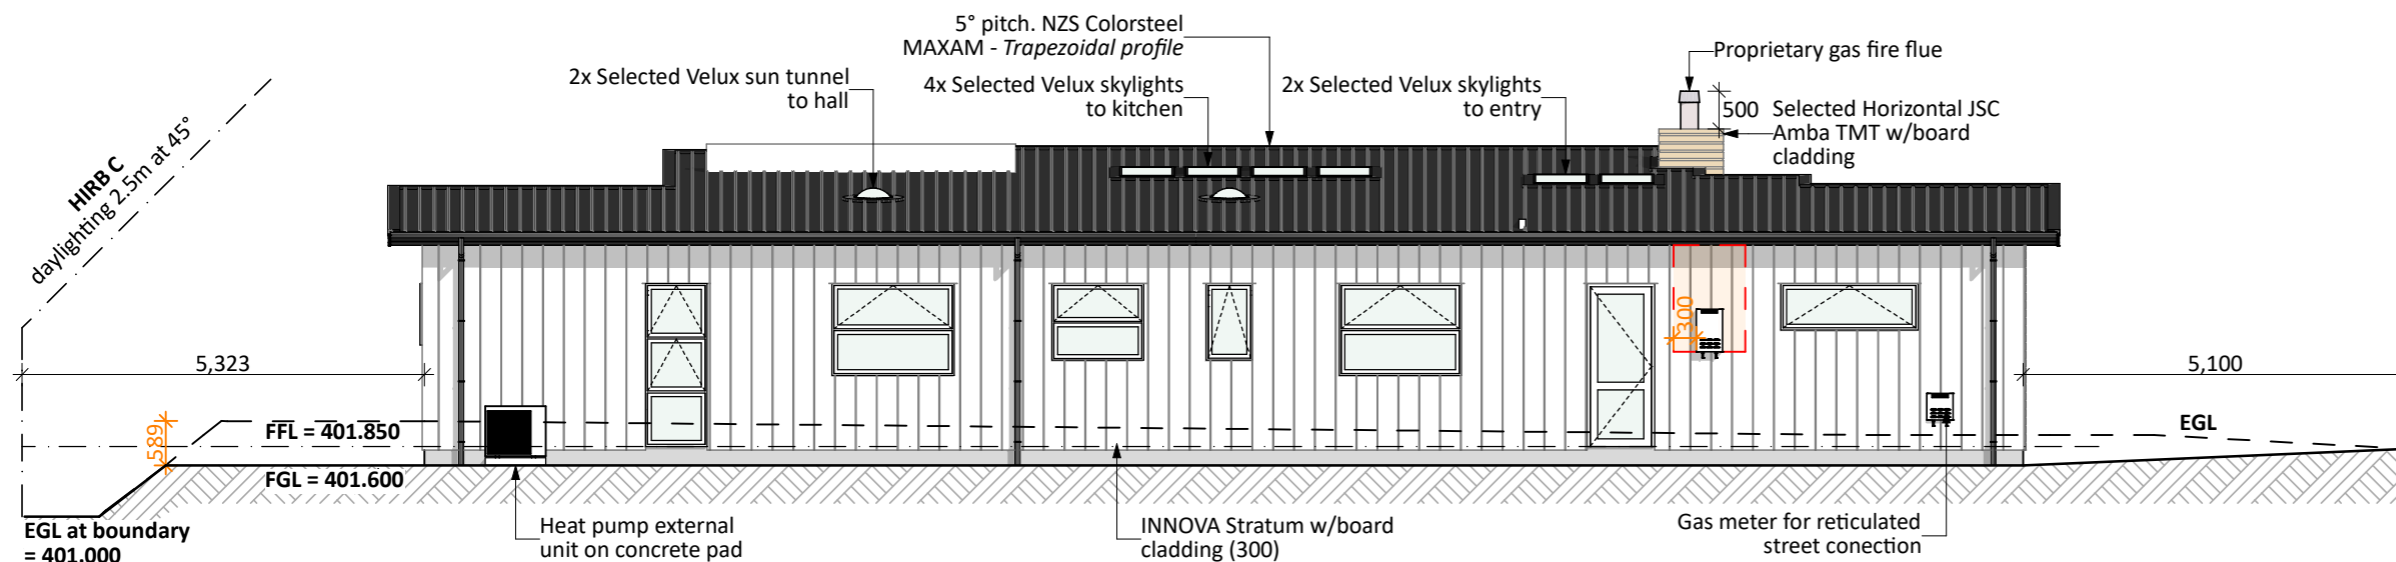 5° pitch. NZS Colorsteel
MAXAM - Trapezoidal profile
Proprietary gas fire flue
2x Selected Velux sun tunnel
to hall
4x Selected Velux skylights
to kitchen
2x Selected Velux skylights
to entry
500
Selected Horizontal JSC
Amba TMT w/board
cladding
HIRB C
daylighting 2.5m at 45°
300
5,323
5,100
589
FFL = 401.850
EGL
FGL = 401.600
EGL at boundary
= 401.000
Heat pump external
unit on concrete pad
INNOVA Stratum w/board
cladding (300)
Gas meter for reticulated
street conection